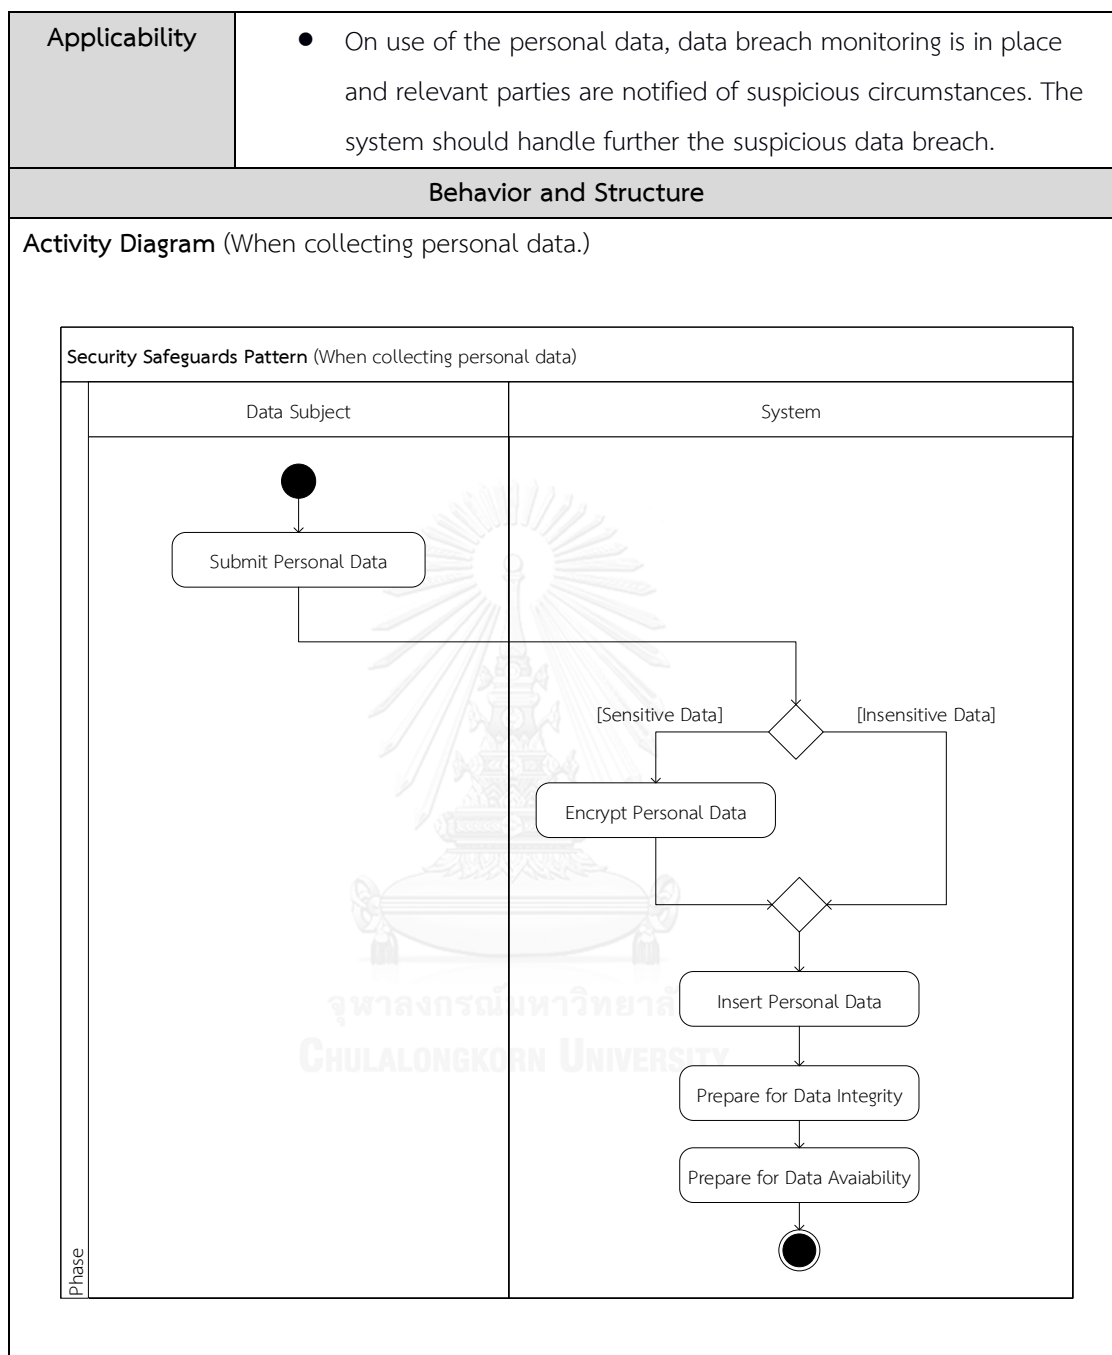 Applicability
● On use of the personal data, data breach monitoring is in place
and relevant parties are notified of suspicious circumstances. The
system should handle further the suspicious data breach.
Behavior and Structure
Activity Diagram (When collecting personal data.)
Security Safeguards Pattern (When collecting personal data)
Data Subject
System
Submit Personal Data
[Sensitive Data]
[Insensitive Data]
Encrypt Personal Data
Insert Personal Data
จุฬาลงกรณ์มหาวิทยาลั
CHULALONGKORN UNIVERSITY
Prepare for Data Integrity
Prepare for Data Avaiability
Phase